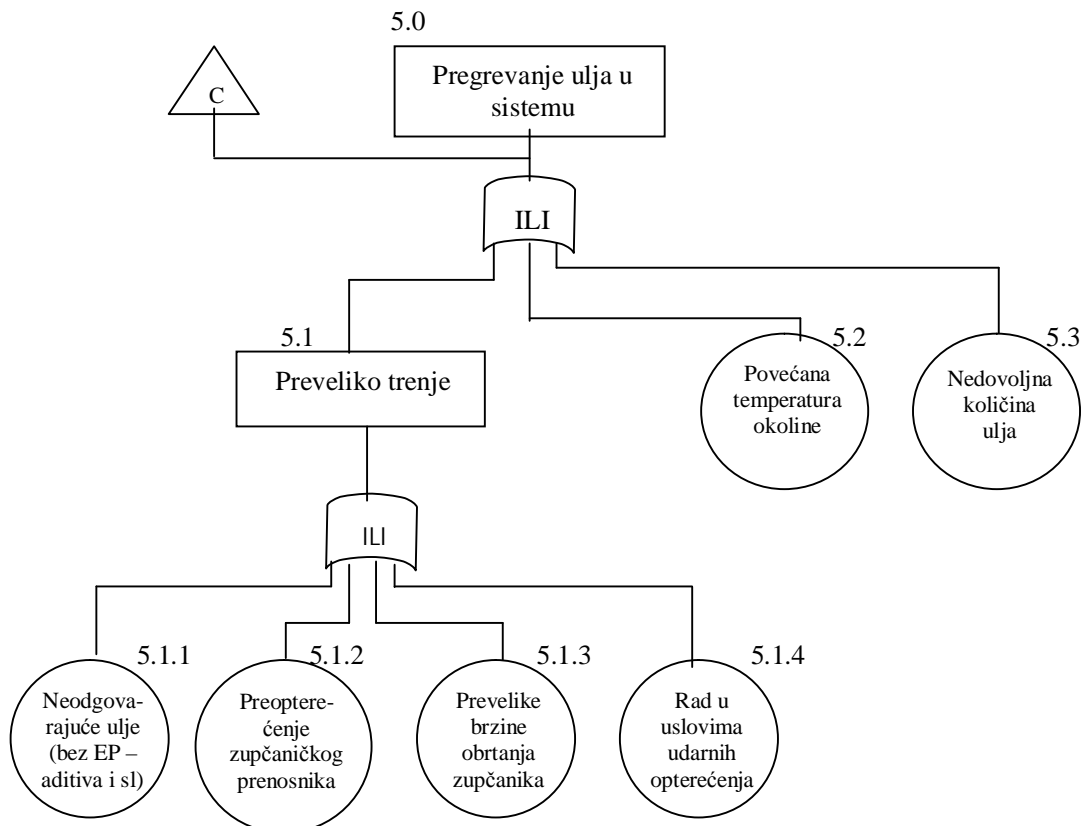 5.0
Pregrevanje ulja u
sistemu
C
ILI
5.1
Preveliko trenje
5.2
Povećana
temperatura
okoline
5.3
Nedovoljna
količina
ulja
ILI
5.1.1
Neodgova-
rajuće ulje
(bez EP –
aditiva i sl)
5.1.2
Preoptere-
ćenje
zupčaničkog
prenosnika
5.1.3
Prevelike
brzine
obrtanja
zupčanika
5.1.4
Rad u
uslovima
udarnih
opterećenja